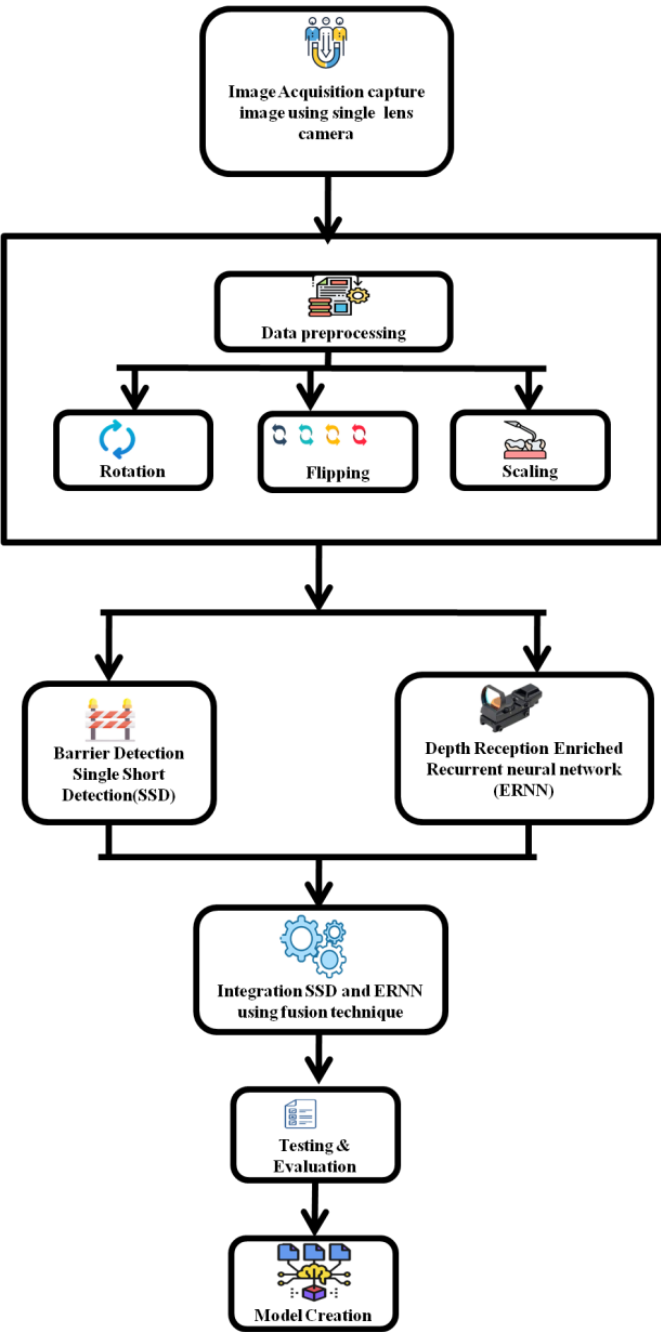 Image Acquisition capture
image using single lens
camera
Data preprocessing
Rotation
Flipping
Scaling
Barrier Detection
Single Short
Detection(SSD)
Depth Reception Enriched
Recurrent neural network
(ERNN)
Integration SSD and ERNN
using fusion technique
Testing &
Evaluation
Model Creation